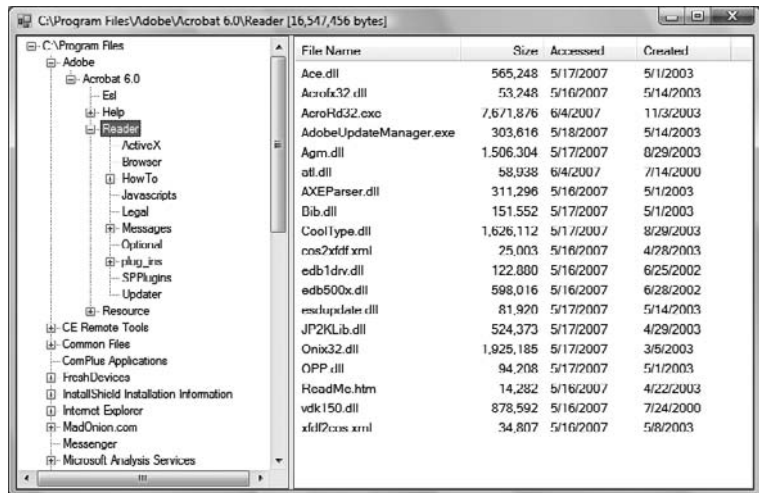 C:\Program Files\Adobe\Acrobat 6.0\Reader [16,547,456 bytes]
C:\Program Files
Adobe
Acrobat 6.0
Esl
Help
Reader
ActiveX
Browser
HowTo
Javascripts
Legal
Messages
Optional
plug_ins
SPPlugins
Updater
Resource
CE Remote Tools
Common Files
ComPlus Applications
FreshDevices
InstallShield Installation Information
Internet Explorer
MadOnion.com
Messenger
Microsoft Analysis Services
File Name Size Accessed Created
Ace.dll 565,248 5/17/2007 5/1/2003
Acrofx32.dll 53,248 5/16/2007 5/14/2003
AcroRd32.exe 7,671,876 6/4/2007 11/3/2003
AdobeUpdateManager.exe 303,616 5/18/2007 5/14/2003
Agm.dll 1,506,304 5/17/2007 8/29/2003
atl.dll 58,938 6/4/2007 7/14/2000
AXEParser.dll 311,296 5/16/2007 5/1/2003
Bib.dll 151,552 5/17/2007 5/1/2003
CoolType.dll 1,626,112 5/17/2007 8/29/2003
cos2xfdf.xml 25,003 5/16/2007 4/28/2003
edb1drv.dll 122,880 5/16/2007 6/25/2002
edb500x.dll 598,016 5/16/2007 6/28/2002
esdupdate.dll 81,920 5/17/2007 5/14/2003
JP2KLib.dll 524,373 5/17/2007 4/29/2003
Onix32.dll 1,925,185 5/17/2007 3/5/2003
OPP.dll 94,208 5/17/2007 5/1/2003
ReadMe.htm 14,282 5/16/2007 4/22/2003
vdk150.dll 878,592 5/16/2007 7/24/2000
xfdf2cos.xml 34,807 5/16/2007 5/8/2003